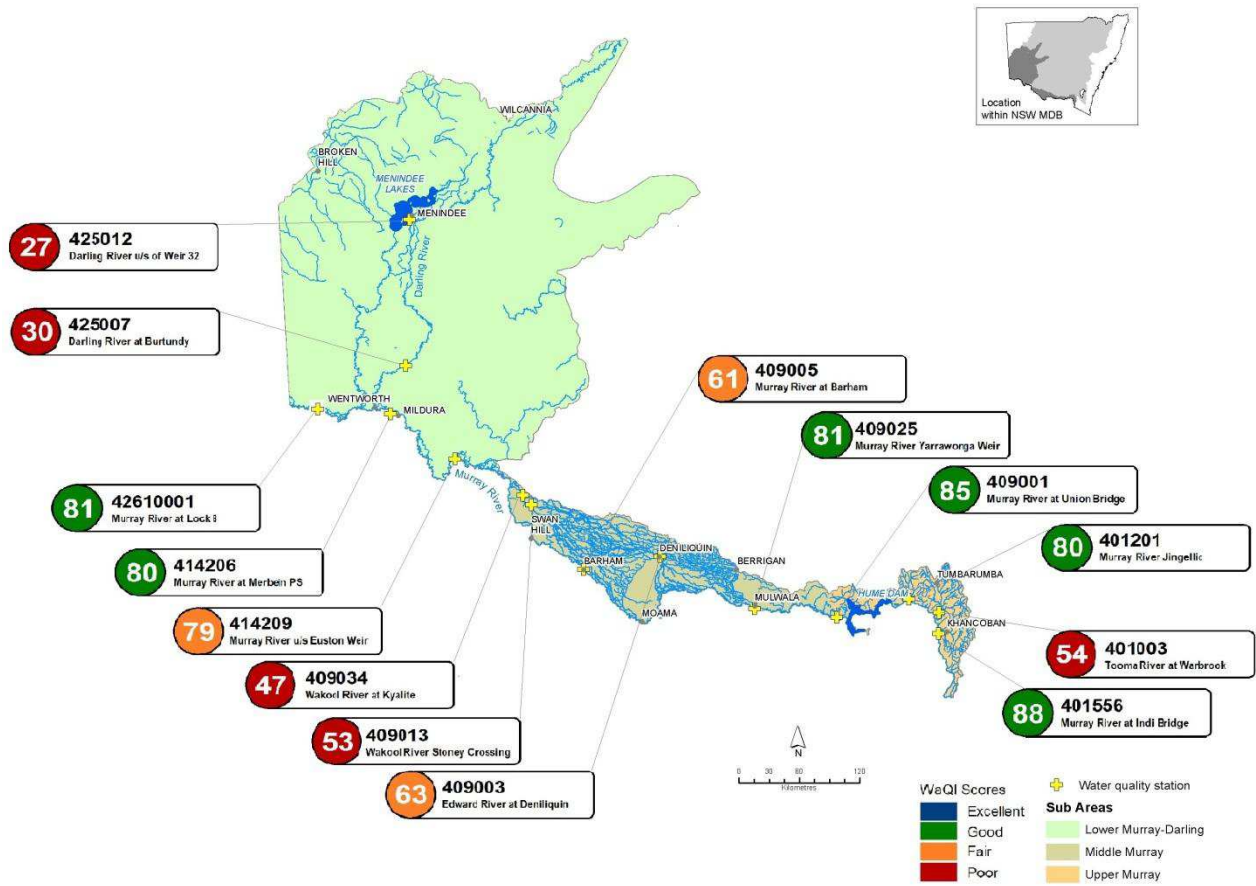 Location
within NSW MDB
WILCANNIA
BROKEN
HILL
MENINDEE
LAKES
MENINDEE
Darling River
27
425012
Darling River u/s of Weir 32
30
425007
Darling River at Burtundy
WENTWORTH
MILDURA
61
409005
Murray River at Barham
81
409025
Murray River Yarrawonga Weir
85
409001
Murray River at Union Bridge
80
401201
Murray River Jingellic
81
42610001
Murray River at Lock 8
80
414206
Murray River at Merbein PS
79
414209
Murray River u/s Euston Weir
47
409034
Wakool River at Kyalite
53
409013
Wakool River Stoney Crossing
63
409003
Edward River at Deniliquin
Murray River
SWAN
HILL
BARHAM
DENILIQUIN
MOAMA
BERRIGAN
MULWALA
HUME DAM
TUMBARUMBA
KHANCOBAN
54
401003
Tooma River at Warbrook
88
401556
Murray River at Indi Bridge
N
0 30 60 120
Kilometres
WaQI Scores
Excellent
Good
Fair
Poor
Water quality station
Sub Areas
Lower Murray-Darling
Middle Murray
Upper Murray